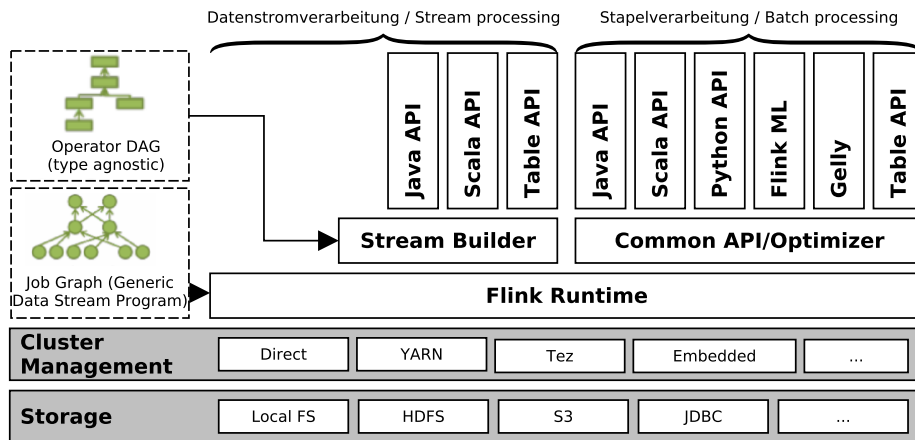 Datenstromverarbeitung / Stream processing
Stapelverarbeitung / Batch processing
Operator DAG
(type agnostic)
Java API
Scala API
Table API
Java API
Scala API
Python API
Flink ML
Gelly
Table API
Stream Builder
Common API/Optimizer
Job Graph (Generic
Data Stream Program)
Flink Runtime
Cluster
Management
Direct
YARN
Tez
Embedded
...
Storage
Local FS
HDFS
S3
JDBC
...